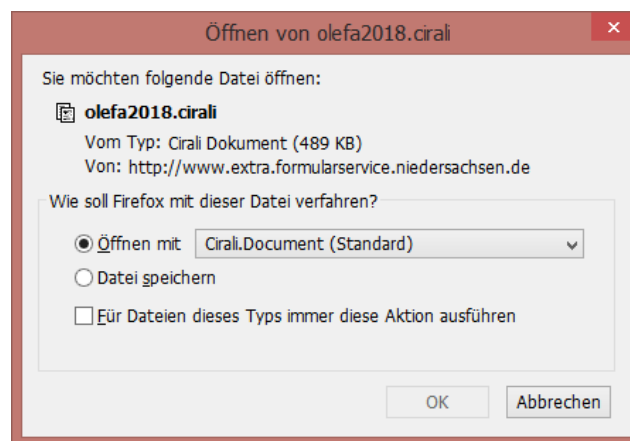 Öffnen von olefa2018.cirali
Sie möchten folgende Datei öffnen:
olefa2018.cirali
Vom Typ: Cirali Dokument (489 KB)
Von: http://www.extra.formularservice.niedersachsen.de
Wie soll Firefox mit dieser Datei verfahren?
Öffnen mit Cirali.Document (Standard)
Datei speichern
Für Dateien dieses Typs immer diese Aktion ausführen
OK Abbrechen